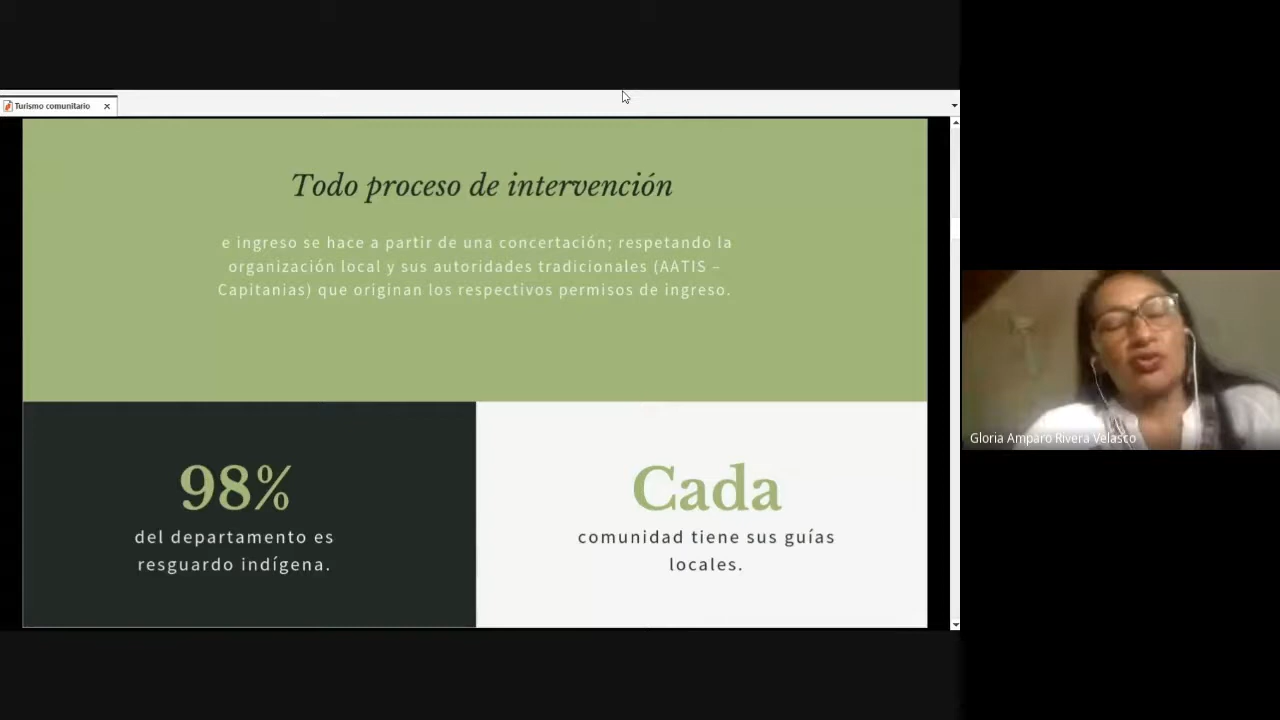 Turismo comunitario
Todo proceso de intervención
e ingreso se hace a partir de una concertación; respetando la
organización local y sus autoridades tradicionales (AATIS –
Capitanias) que originan los respectivos permisos de ingreso.
98%
del departamento es
resguardo indígena.
Cada
comunidad tiene sus guías
locales.
Gloria Amparo Rivera Velasco